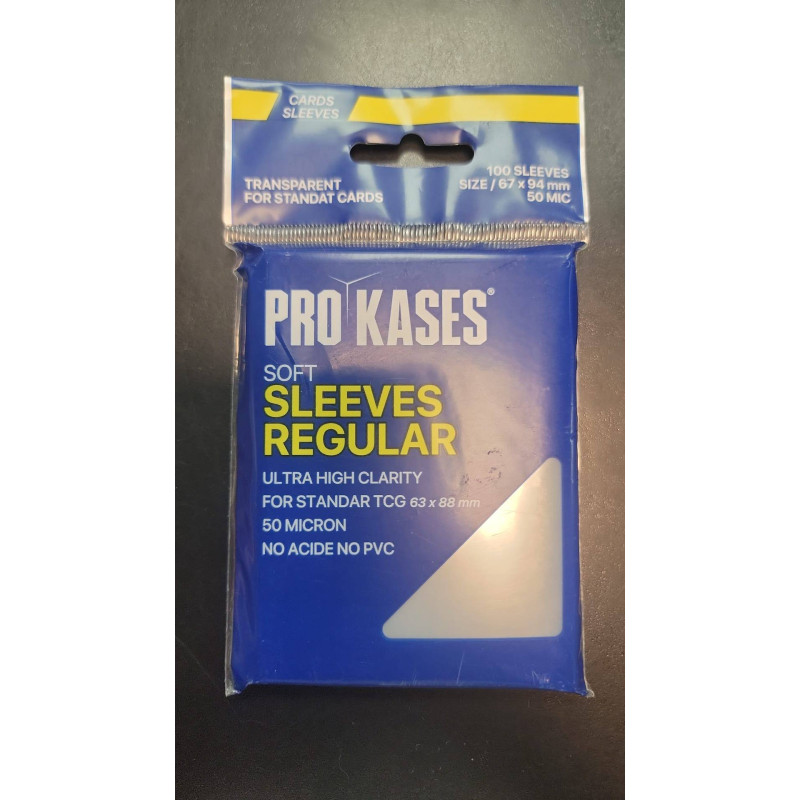 CARDS
SLEEVES
TRANSPARENT
FOR STANDAT CARDS
100 SLEEVES
SIZE / 67 x 94 mm
50 MIC
PRO KASES®
SOFT
SLEEVES
REGULAR
ULTRA HIGH CLARITY
FOR STANDAR TCG 63 x 88 mm
50 MICRON
NO ACIDE NO PVC